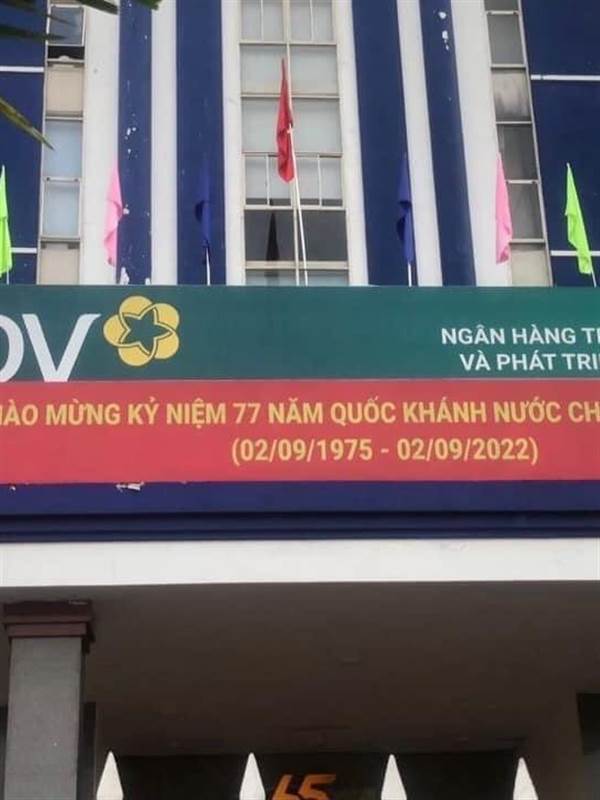 DV
NGÂN HÀNG T
VÀ PHÁT TRI
ÀO MỪNG KỶ NIỆM 77 NĂM QUỐC KHÁNH NƯỚC CH
(02/09/1975 - 02/09/2022)
65